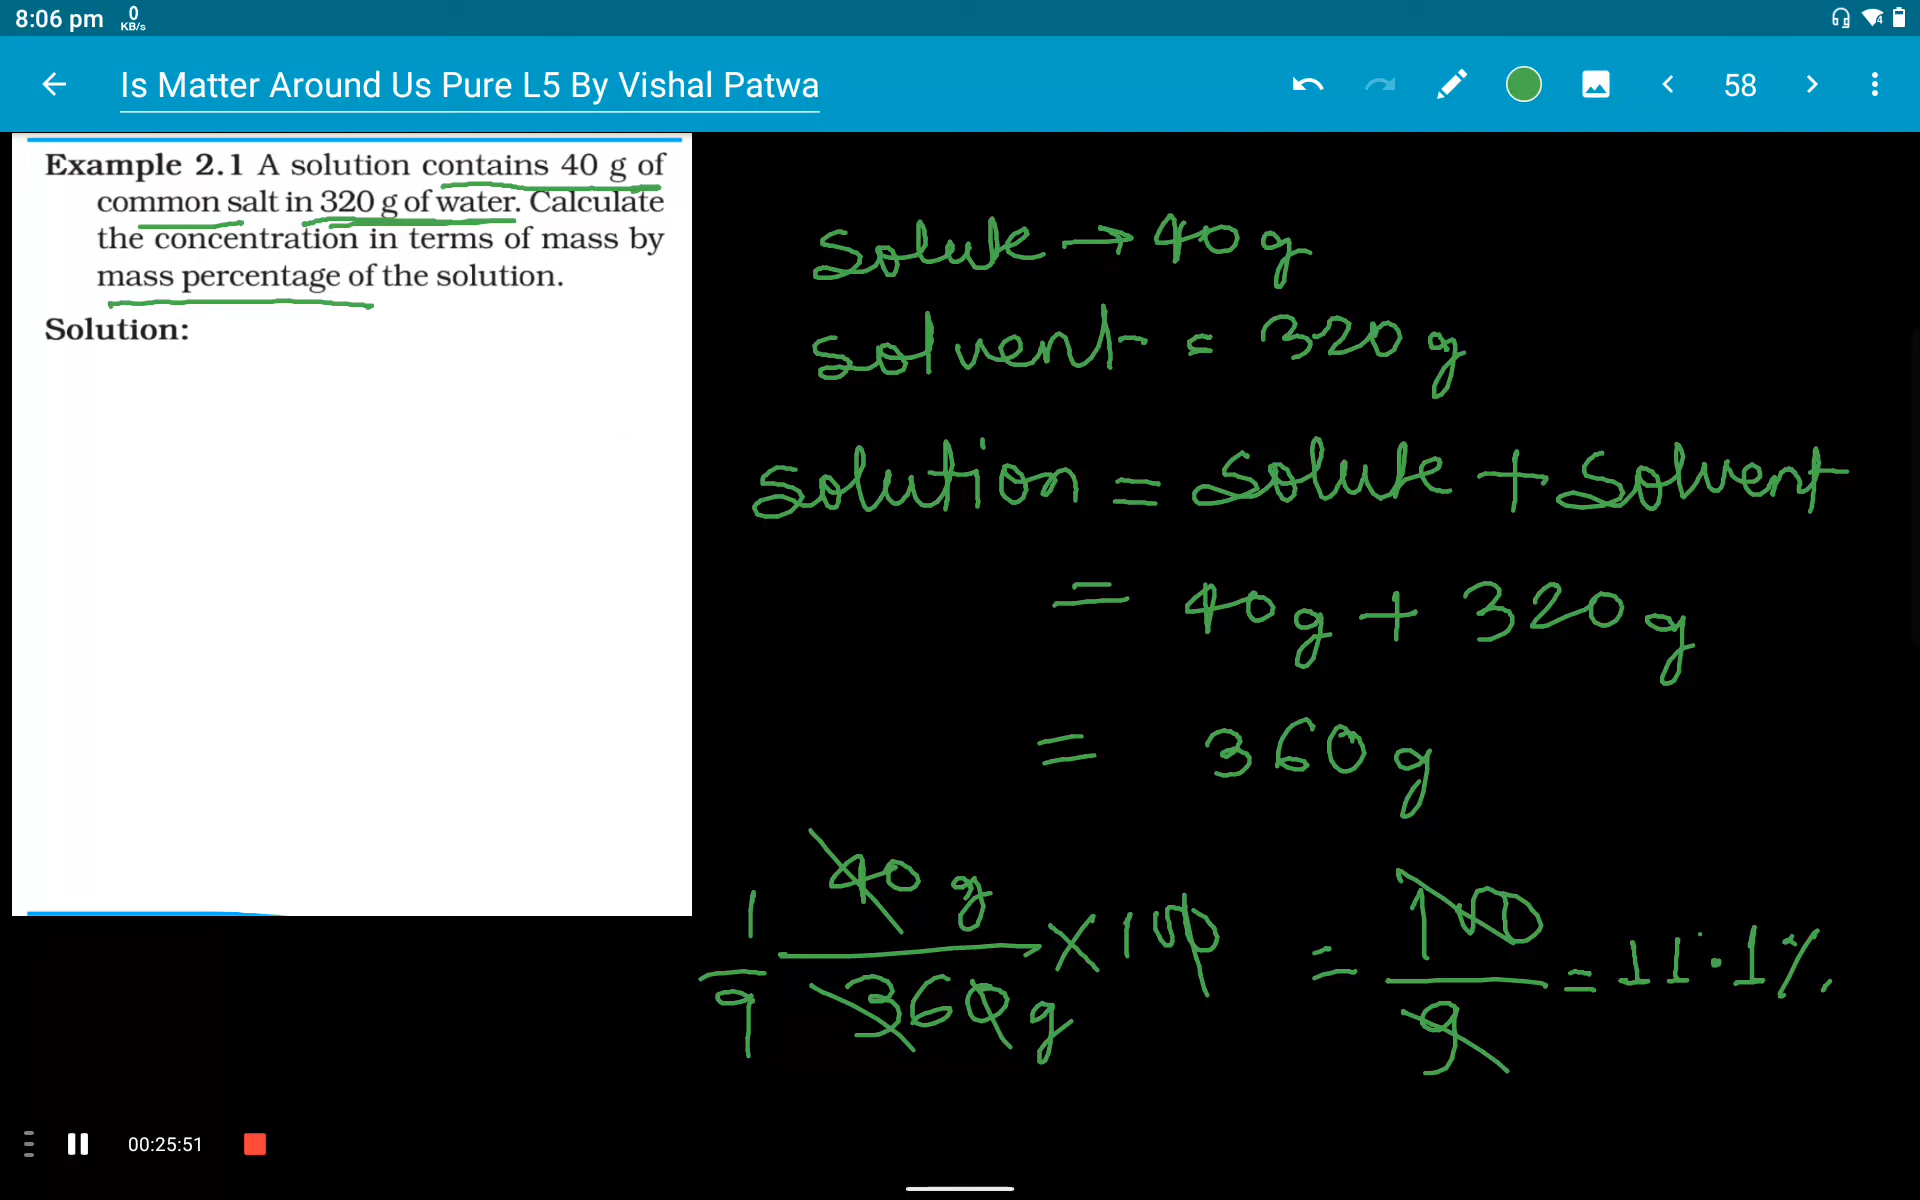 8:06 pm 0 KB/s
Is Matter Around Us Pure L5 By Vishal Patwa 58
Example 2.1 A solution contains 40 g of
common salt in 320 g of water. Calculate
the concentration in terms of mass by
mass percentage of the solution.
Solution:
Solute → 40 g
Solvent = 320 g
Solution = Solute + Solvent
= 40g + 320 g
= 360 g
1/9 40 g/360 g × 100 = 100/9 = 11.1%.
00:25:51